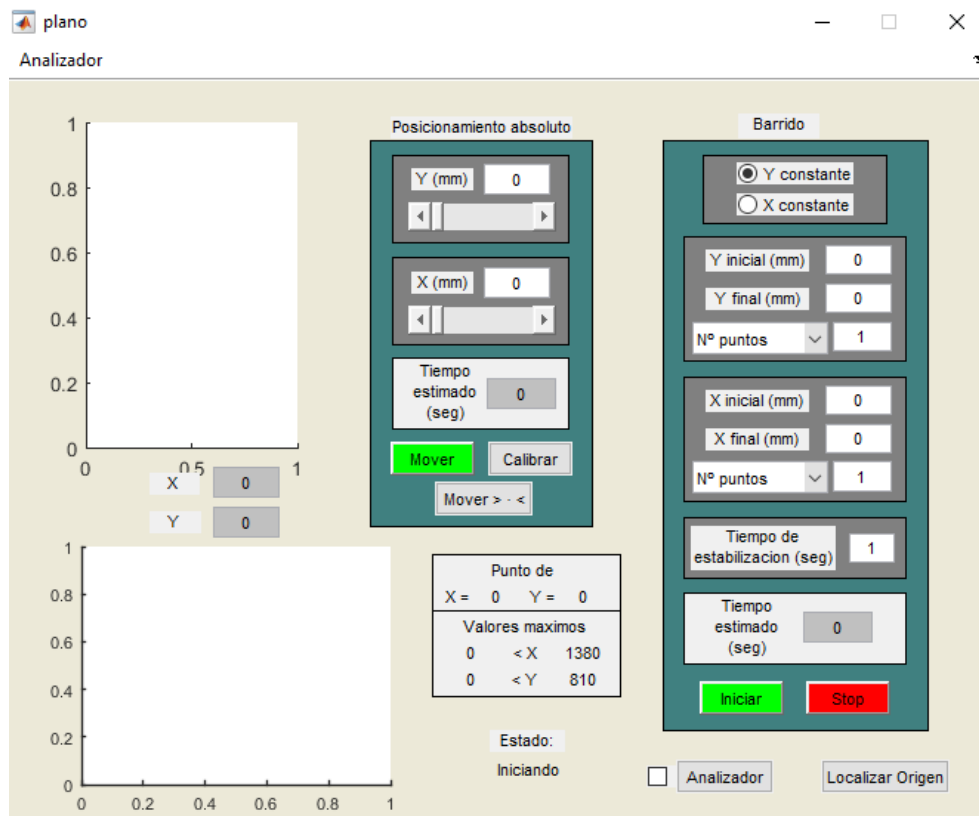 plano
Analizador
1
0.8
0.6
0.4
0.2
0
0 0.5 1
X 0
Y 0
1
0.8
0.6
0.4
0.2
0
0 0.2 0.4 0.6 0.8 1
Posicionamiento absoluto
Y (mm) 0
X (mm) 0
Tiempo
estimado
(seg)
0
Mover Calibrar
Mover > · <
Punto de
X = 0 Y = 0
Valores maximos
0 < X 1380
0 < Y 810
Estado:
Iniciando
Barrido
Y constante
X constante
Y inicial (mm) 0
Y final (mm) 0
Nº puntos 1
X inicial (mm) 0
X final (mm) 0
Nº puntos 1
Tiempo de
estabilizacion (seg)
1
Tiempo
estimado
(seg)
0
Iniciar Stop
Analizador Localizar Origen